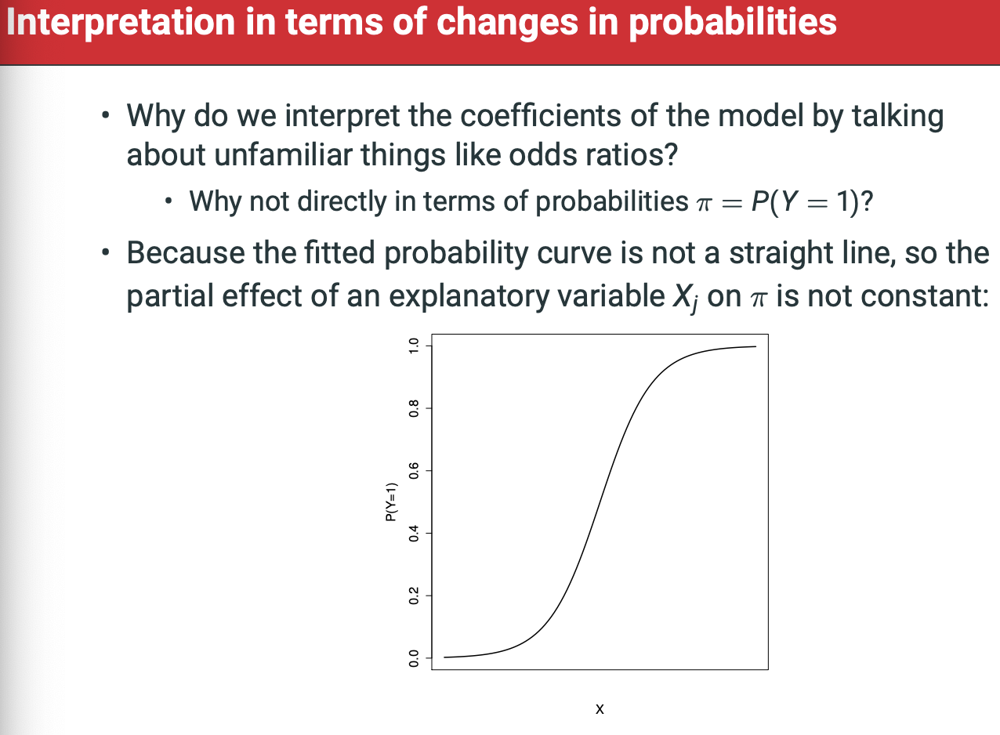 Interpretation in terms of changes in probabilities
• Why do we interpret the coefficients of the model by talking
about unfamiliar things like odds ratios?
• Why not directly in terms of probabilities π = P(Y = 1)?
• Because the fitted probability curve is not a straight line, so the
partial effect of an explanatory variable Xj on π is not constant:
1.0
0.8
0.6
0.4
0.2
0.0
P(Y=1)
x